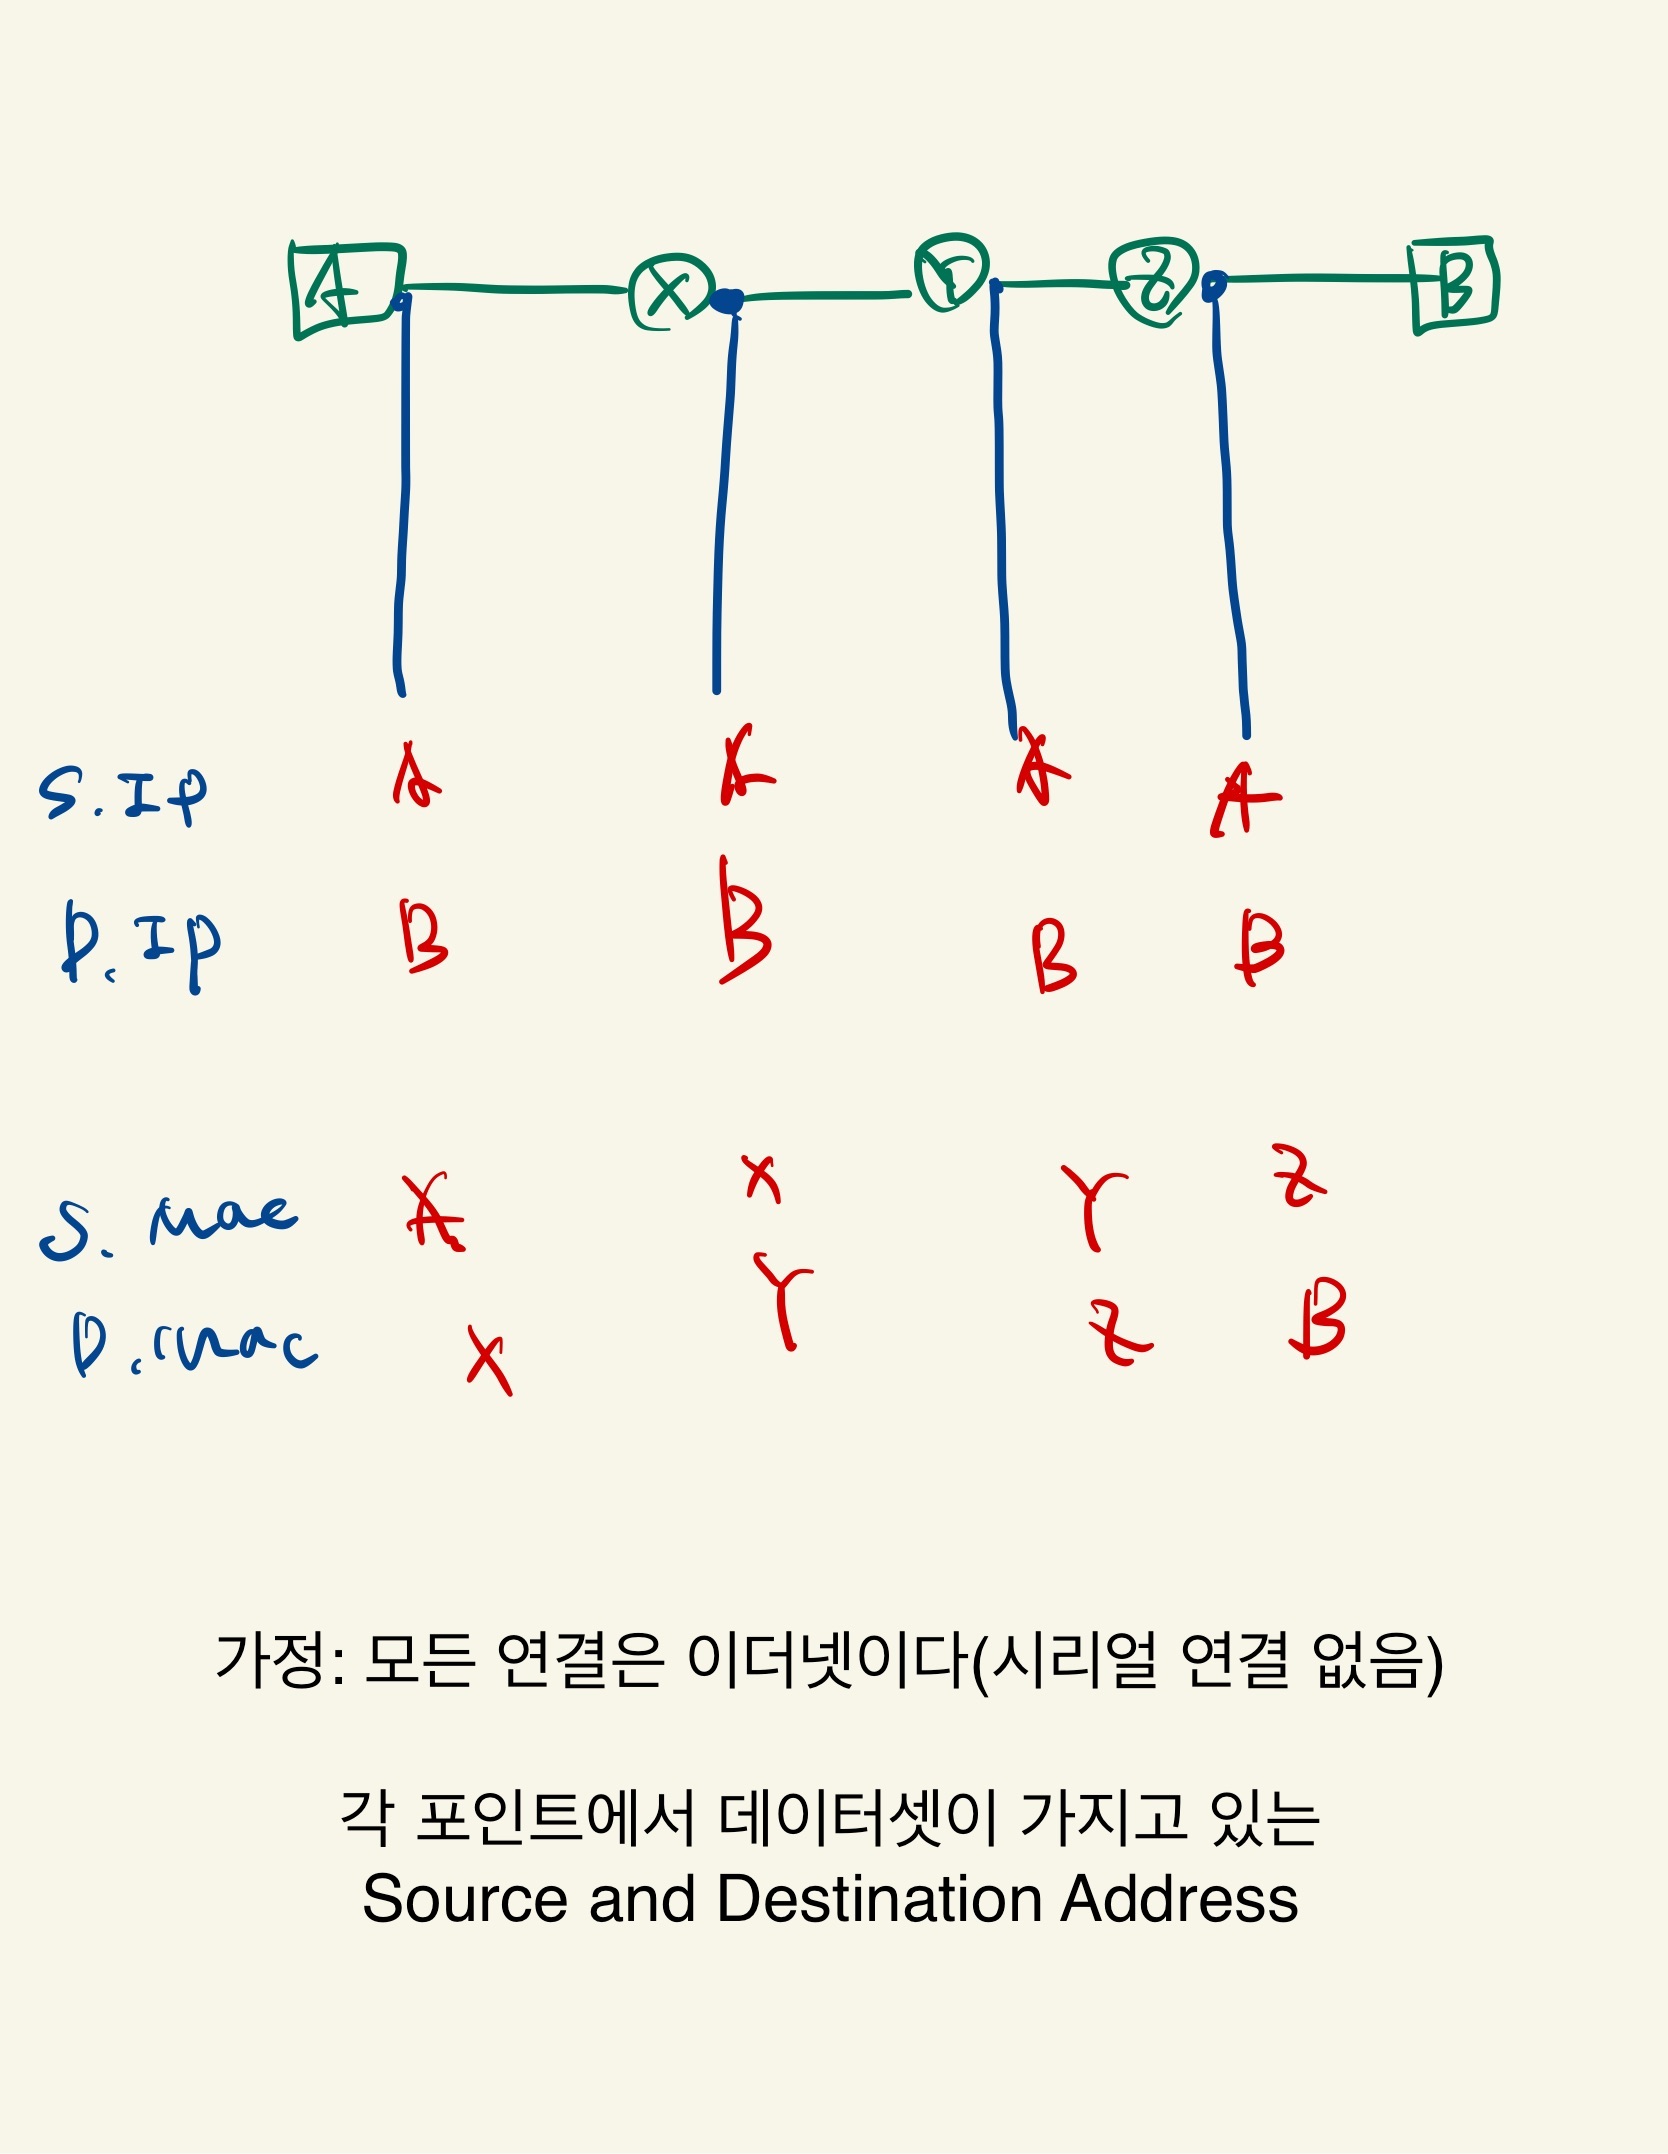 A X Y Z B
S.IP A A A A
D.IP B B B B
S. mac A X Y Z
D. mac X Y Z B
가정: 모든 연결은 이더넷이다(시리얼 연결 없음)
각 포인트에서 데이터셋이 가지고 있는
Source and Destination Address